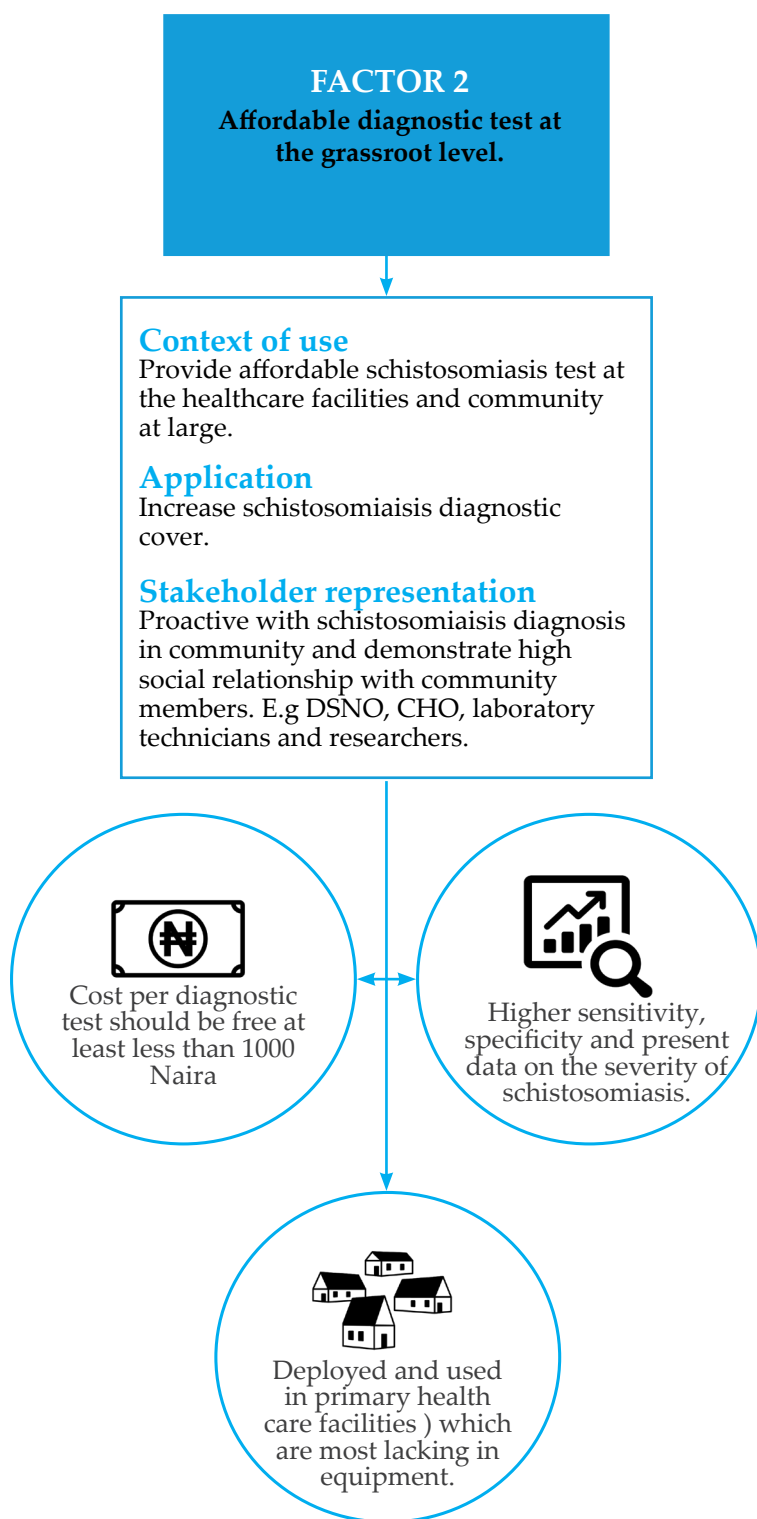 FACTOR 2
Affordable diagnostic test at
the grassroot level.
Context of use
Provide affordable schistosomiasis test at
the healthcare facilities and community
at large.
Application
Increase schistosomiaisis diagnostic
cover.
Stakeholder representation
Proactive with schistosomiaisis diagnosis
in community and demonstrate high
social relationship with community
members. E.g DSNO, CHO, laboratory
technicians and researchers.
₦
Cost per diagnostic
test should be free at
least less than 1000
Naira
Higher sensitivity,
specificity and present
data on the severity of
schistosomiasis.
Deployed and used
in primary health
care facilities ) which
are most lacking in
equipment.